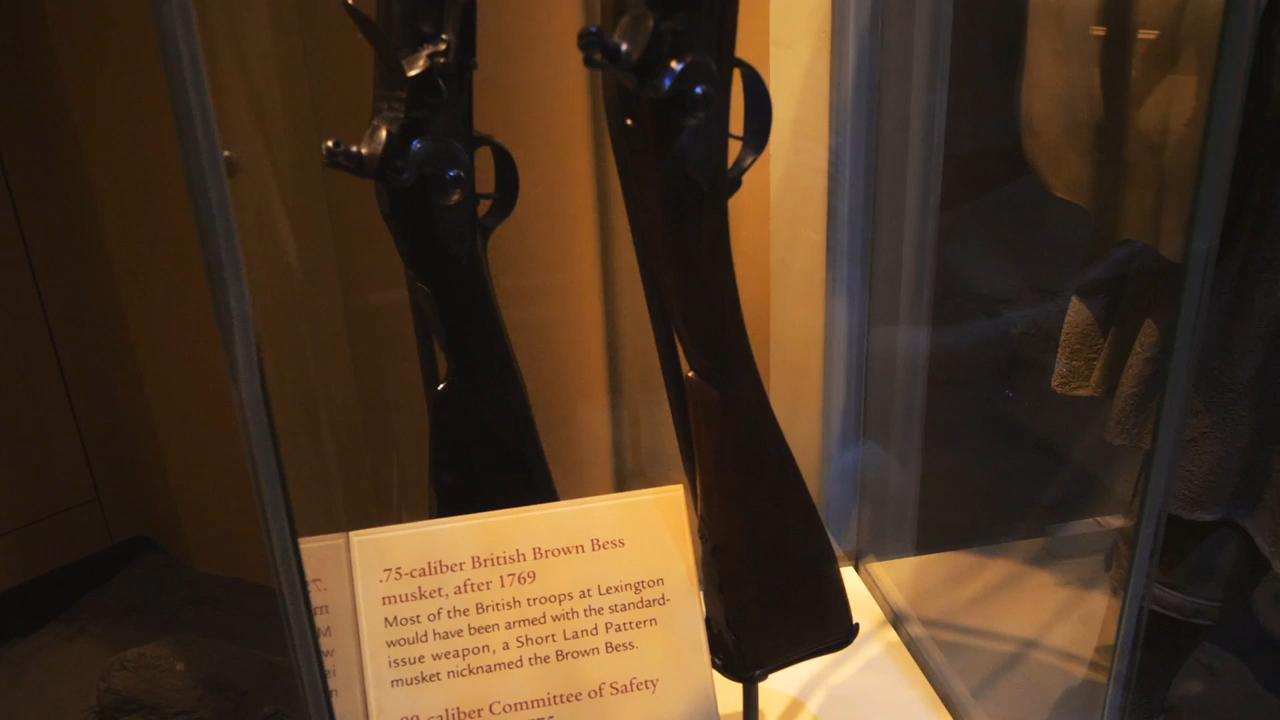 .75-caliber British Brown Bess
musket, after 1769
Most of the British troops at Lexington
would have been armed with the standard-
issue weapon, a Short Land Pattern
musket nicknamed the Brown Bess.
-caliber Committee of Safety